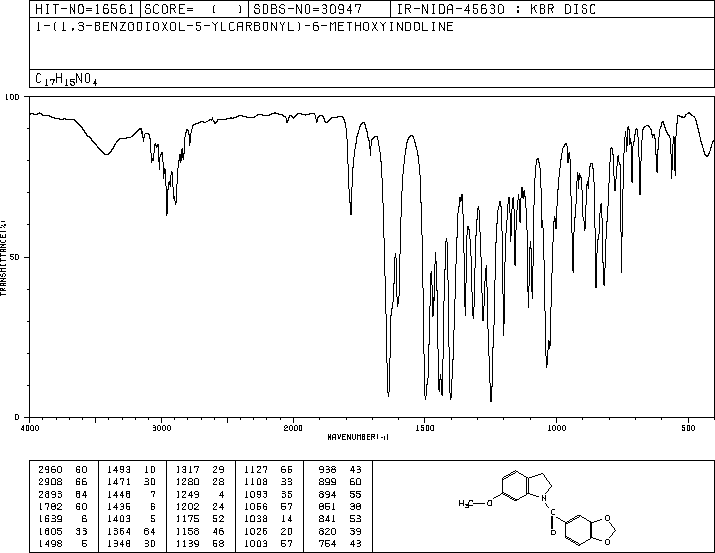 HIT-NO=16561 SCORE= ( ) SDBS-NO=30947 IR-NIDA-45630 : KBR DISC
1-(1,3-BENZODIOXOL-5-YLCARBONYL)-6-METHOXYINDOLINE
C17H15NO4
100
50
0
TRANSMITTANCE(%)
4000 3000 2000 1500 1000 500
WAVENUMBER(-1)
2960 60 1493 10 1317 29 1127 66 938 43
2908 66 1471 30 1280 28 1108 33 899 60
2893 64 1448 7 1249 4 1093 35 894 55
1782 60 1436 6 1202 24 1066 57 851 38
1639 6 1403 5 1175 52 1038 14 841 53
1605 33 1364 64 1158 46 1026 20 820 39
1498 5 1348 30 1139 58 1003 57 754 43
H3C O N C O O O